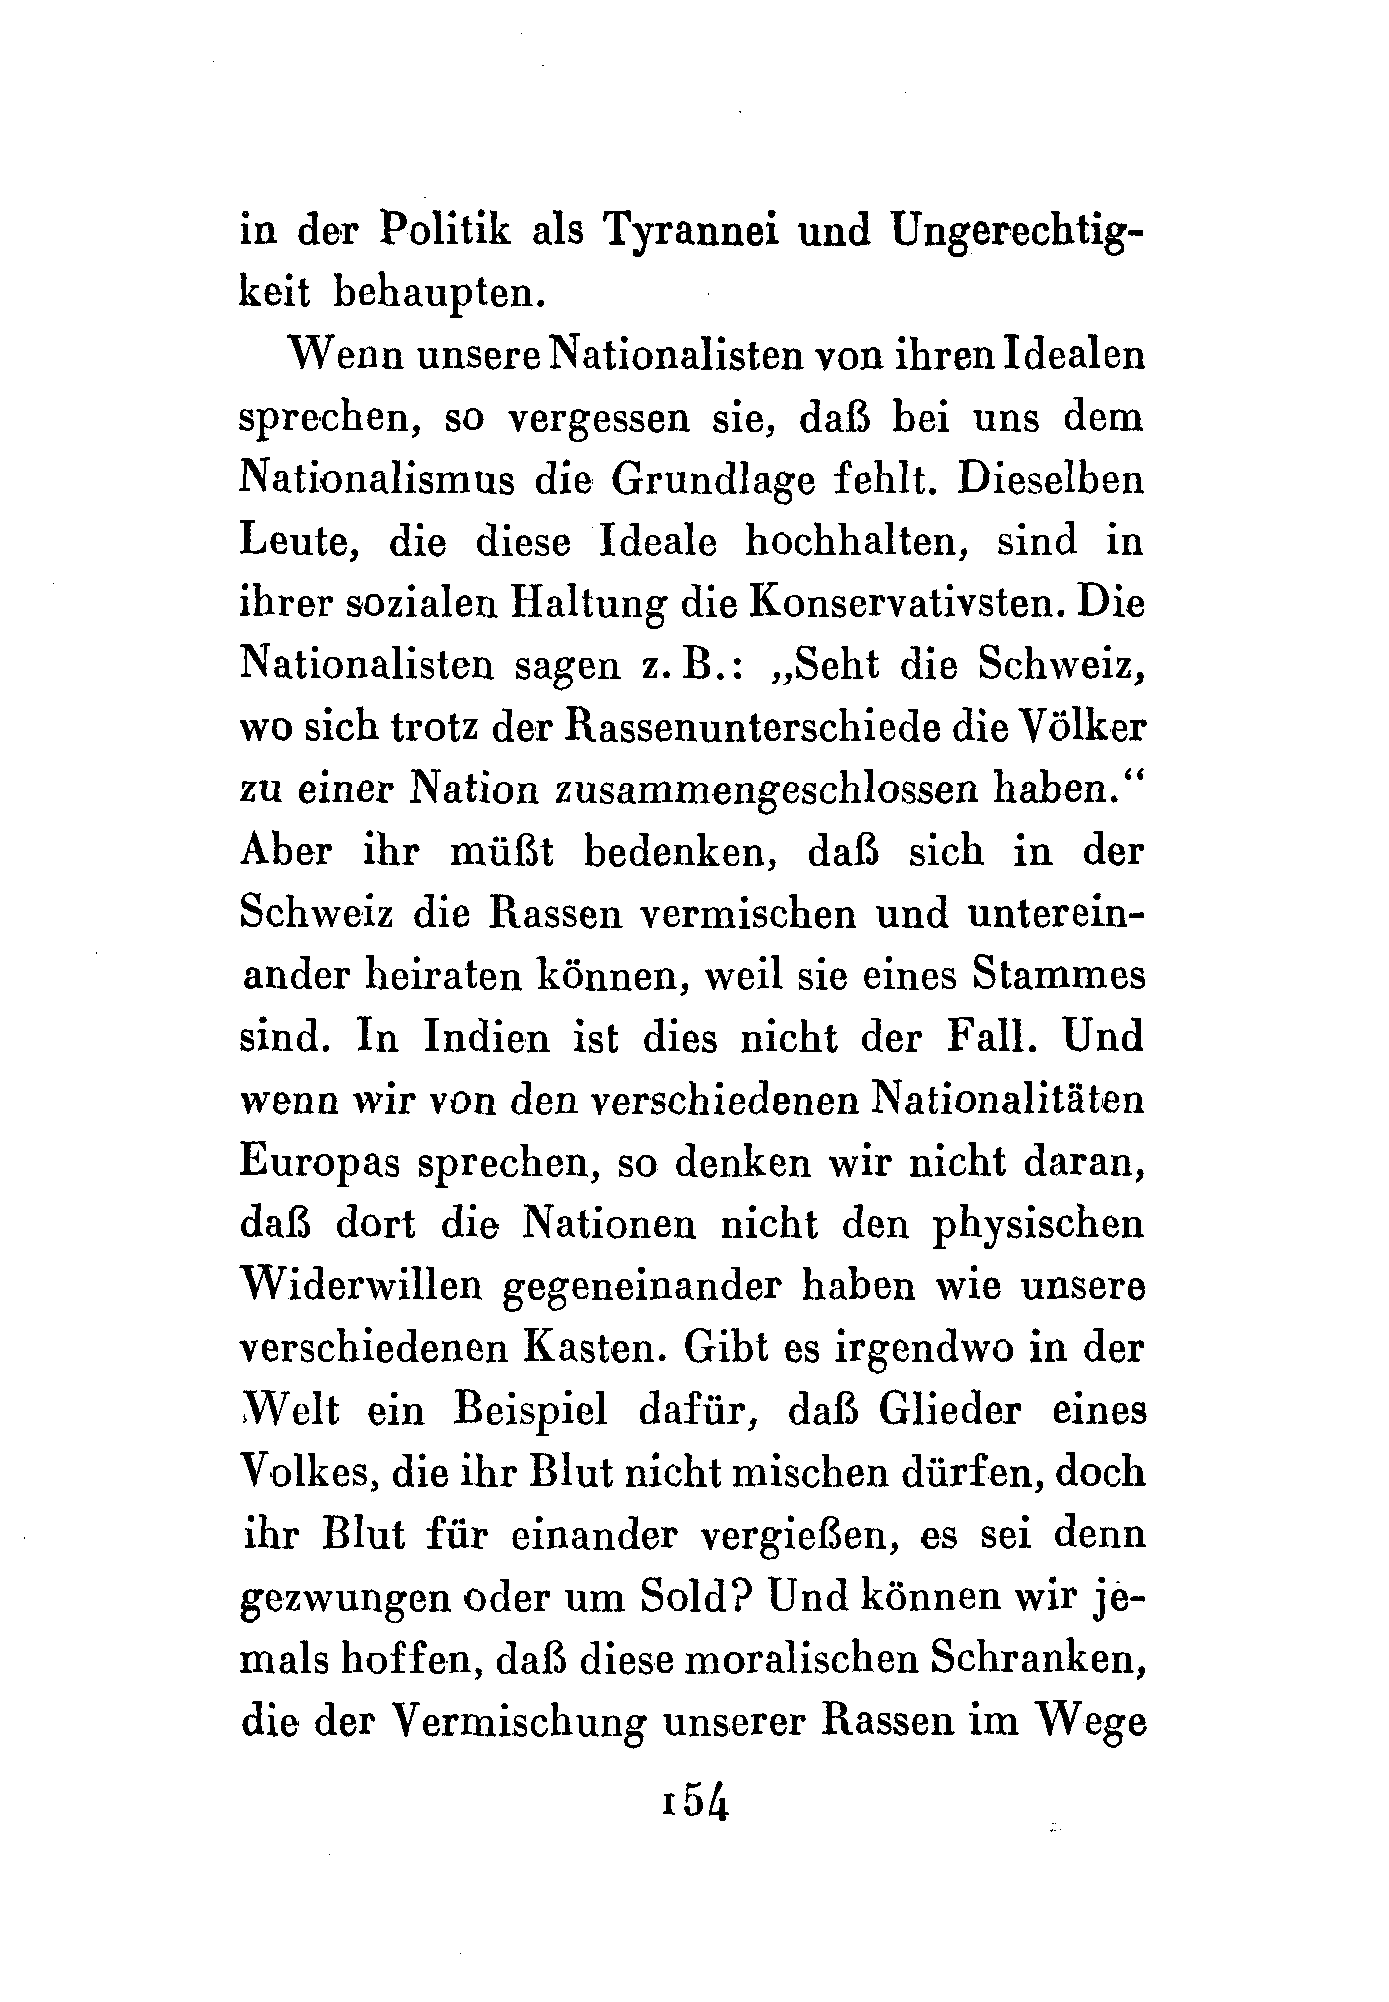 in der Politik als Tyrannei und Ungerechtig-
keit behaupten.
Wenn unsere Nationalisten von ihren Idealen
sprechen, so vergessen sie, daß bei uns dem
Nationalismus die Grundlage fehlt. Dieselben
Leute, die diese Ideale hochhalten, sind in
ihrer sozialen Haltung die Konservativsten. Die
Nationalisten sagen z. B.: „Seht die Schweiz,
wo sich trotz der Rassenunterschiede die Völker
zu einer Nation zusammengeschlossen haben.“
Aber ihr müßt bedenken, daß sich in der
Schweiz die Rassen vermischen und unterein-
ander heiraten können, weil sie eines Stammes
sind. In Indien ist dies nicht der Fall. Und
wenn wir von den verschiedenen Nationalitäten
Europas sprechen, so denken wir nicht daran,
daß dort die Nationen nicht den physischen
Widerwillen gegeneinander haben wie unsere
verschiedenen Kasten. Gibt es irgendwo in der
Welt ein Beispiel dafür, daß Glieder eines
Volkes, die ihr Blut nicht mischen dürfen, doch
ihr Blut für einander vergießen, es sei denn
gezwungen oder um Sold? Und können wir je-
mals hoffen, daß diese moralischen Schranken,
die der Vermischung unserer Rassen im Wege
154